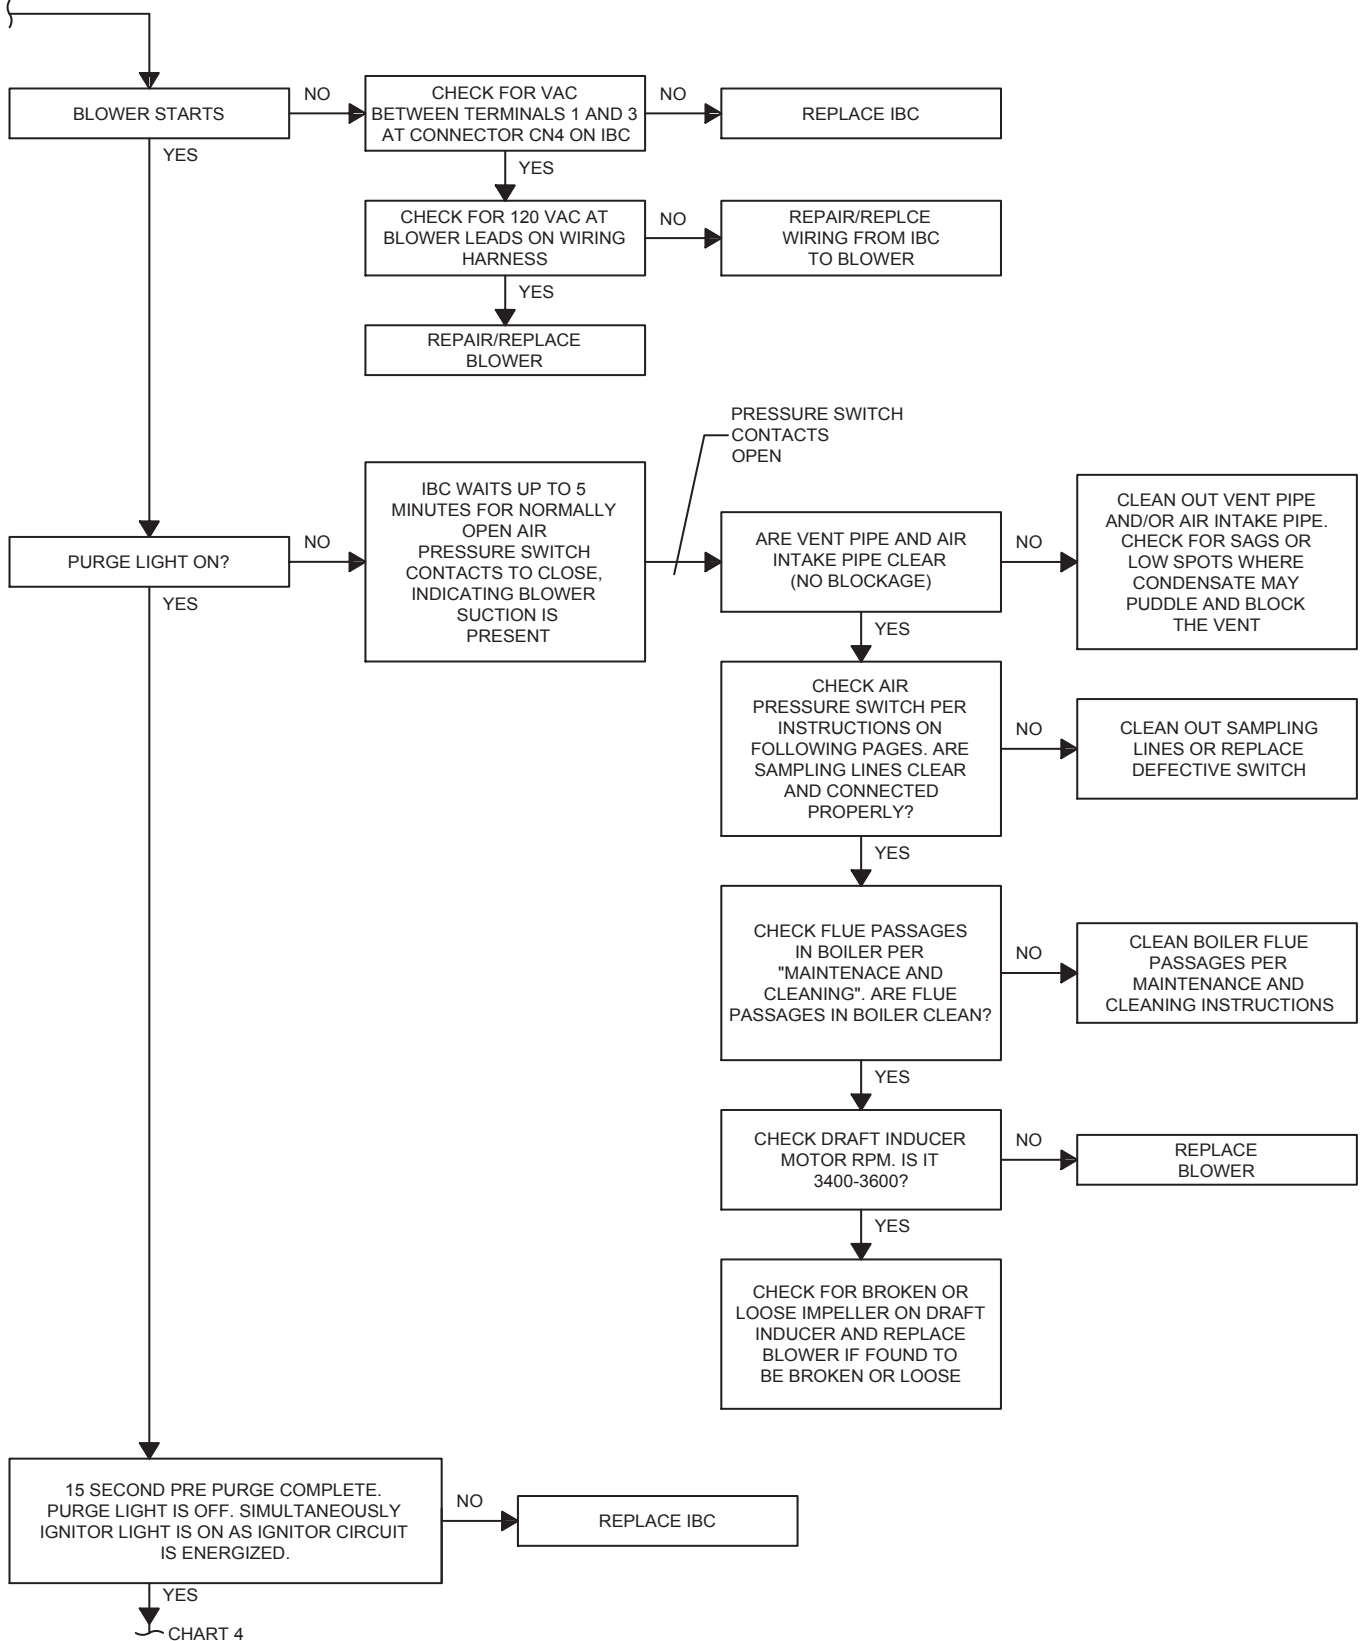 BLOWER STARTS
NO
CHECK FOR VAC
BETWEEN TERMINALS 1 AND 3
AT CONNECTOR CN4 ON IBC
NO
REPLACE IBC
YES
YES
CHECK FOR 120 VAC AT
BLOWER LEADS ON WIRING
HARNESS
NO
REPAIR/REPLCE
WIRING FROM IBC
TO BLOWER
YES
REPAIR/REPLACE
BLOWER
PRESSURE SWITCH
CONTACTS
OPEN
PURGE LIGHT ON?
NO
IBC WAITS UP TO 5
MINUTES FOR NORMALLY
OPEN AIR
PRESSURE SWITCH
CONTACTS TO CLOSE,
INDICATING BLOWER
SUCTION IS
PRESENT
ARE VENT PIPE AND AIR
INTAKE PIPE CLEAR
(NO BLOCKAGE)
NO
CLEAN OUT VENT PIPE
AND/OR AIR INTAKE PIPE.
CHECK FOR SAGS OR
LOW SPOTS WHERE
CONDENSATE MAY
PUDDLE AND BLOCK
THE VENT
YES
YES
CHECK AIR
PRESSURE SWITCH PER
INSTRUCTIONS ON
FOLLOWING PAGES. ARE
SAMPLING LINES CLEAR
AND CONNECTED
PROPERLY?
NO
CLEAN OUT SAMPLING
LINES OR REPLACE
DEFECTIVE SWITCH
YES
CHECK FLUE PASSAGES
IN BOILER PER
"MAINTENACE AND
CLEANING". ARE FLUE
PASSAGES IN BOILER CLEAN?
NO
CLEAN BOILER FLUE
PASSAGES PER
MAINTENANCE AND
CLEANING INSTRUCTIONS
YES
CHECK DRAFT INDUCER
MOTOR RPM. IS IT
3400-3600?
NO
REPLACE
BLOWER
YES
CHECK FOR BROKEN OR
LOOSE IMPELLER ON DRAFT
INDUCER AND REPLACE
BLOWER IF FOUND TO
BE BROKEN OR LOOSE
15 SECOND PRE PURGE COMPLETE.
PURGE LIGHT IS OFF. SIMULTANEOUSLY
IGNITOR LIGHT IS ON AS IGNITOR CIRCUIT
IS ENERGIZED.
NO
REPLACE IBC
YES
CHART 4